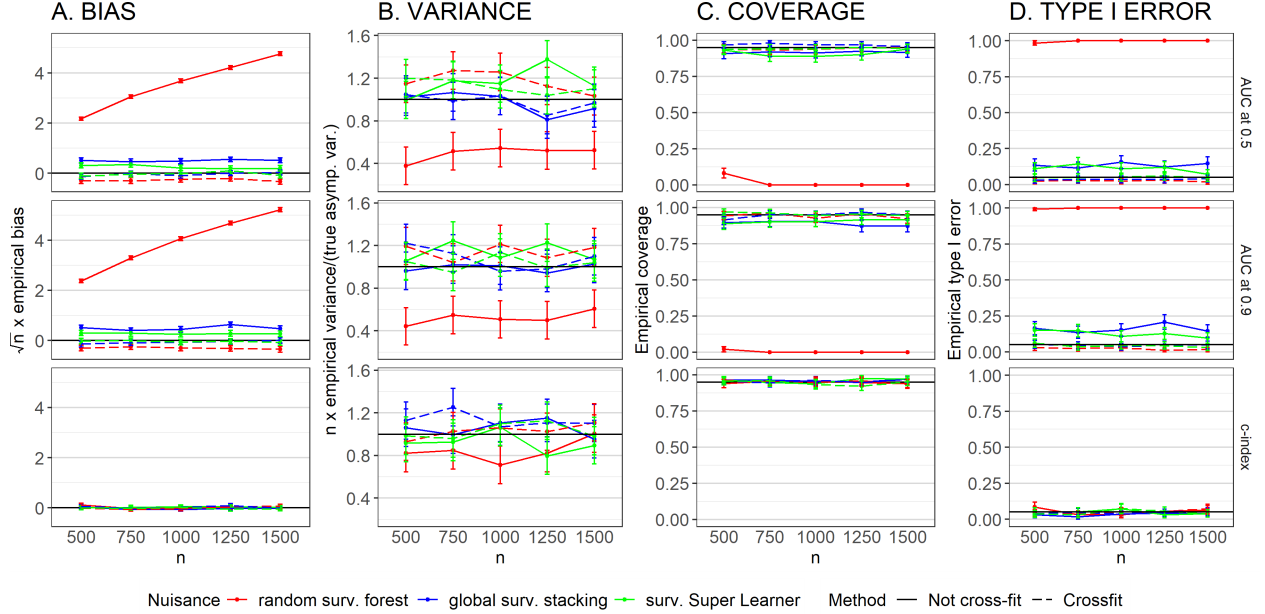 A. BIAS
B. VARIANCE
C. COVERAGE
D. TYPE I ERROR
√n x empirical bias
4
2
0
4
2
0
4
2
0
500 750 1000 1250 1500
n
n x empirical variance/(true asymp. var.)
1.6
1.2
0.8
0.4
1.6
1.2
0.8
0.4
1.6
1.2
0.8
0.4
500 750 1000 1250 1500
n
Empirical coverage
1.00
0.75
0.50
0.25
0.00
1.00
0.75
0.50
0.25
0.00
1.00
0.75
0.50
0.25
0.00
500 750 1000 1250 1500
n
Empirical type I error
1.00
0.75
0.50
0.25
0.00
1.00
0.75
0.50
0.25
0.00
1.00
0.75
0.50
0.25
0.00
500 750 1000 1250 1500
n
AUC at 0.5
AUC at 0.9
c-index
Nuisance random surv. forest global surv. stacking surv. Super Learner Method Not cross-fit Crossfit